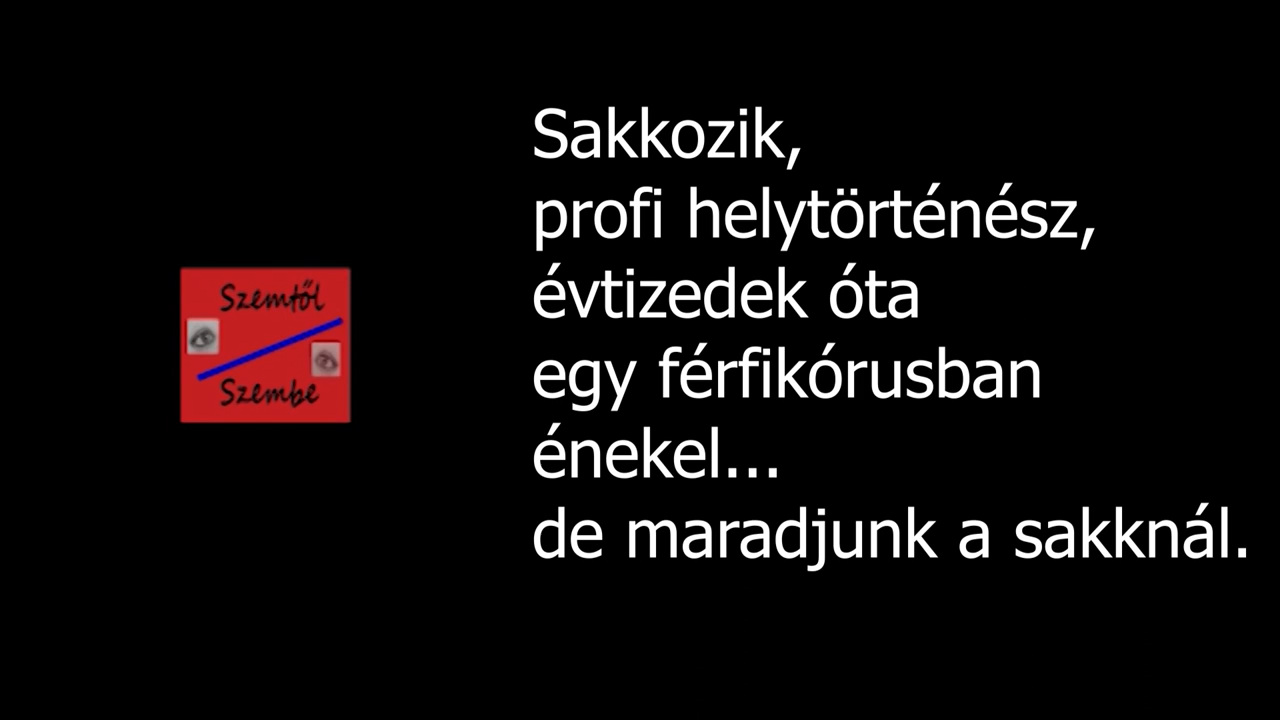 Szemtől
Szembe
Sakkozik,
profi helytörténész,
évtizedek óta
egy férfikórusban
énekel...
de maradjunk a sakknál.